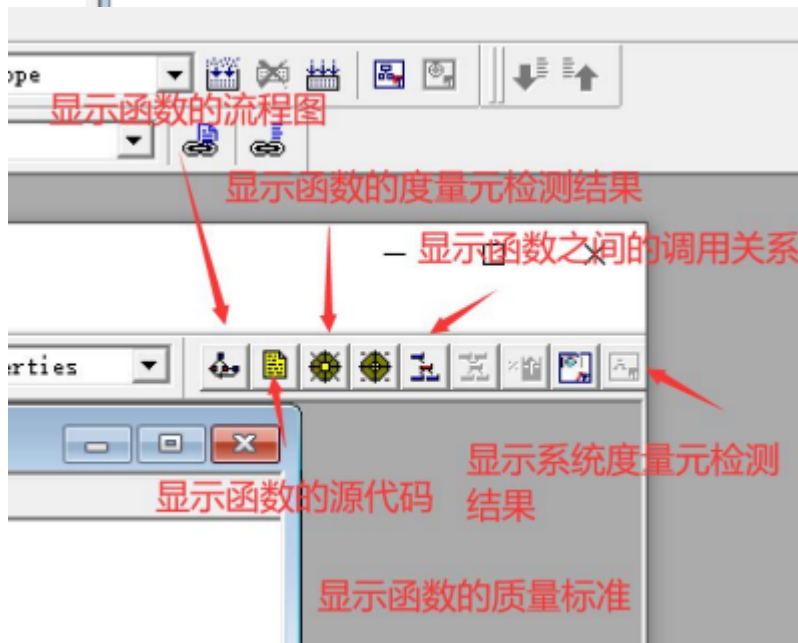 ope
显示函数的流程图
显示函数的度量元检测结果
显示函数之间的调用关系
erties
显示函数的源代码
显示系统度量元检测
结果
显示函数的质量标准